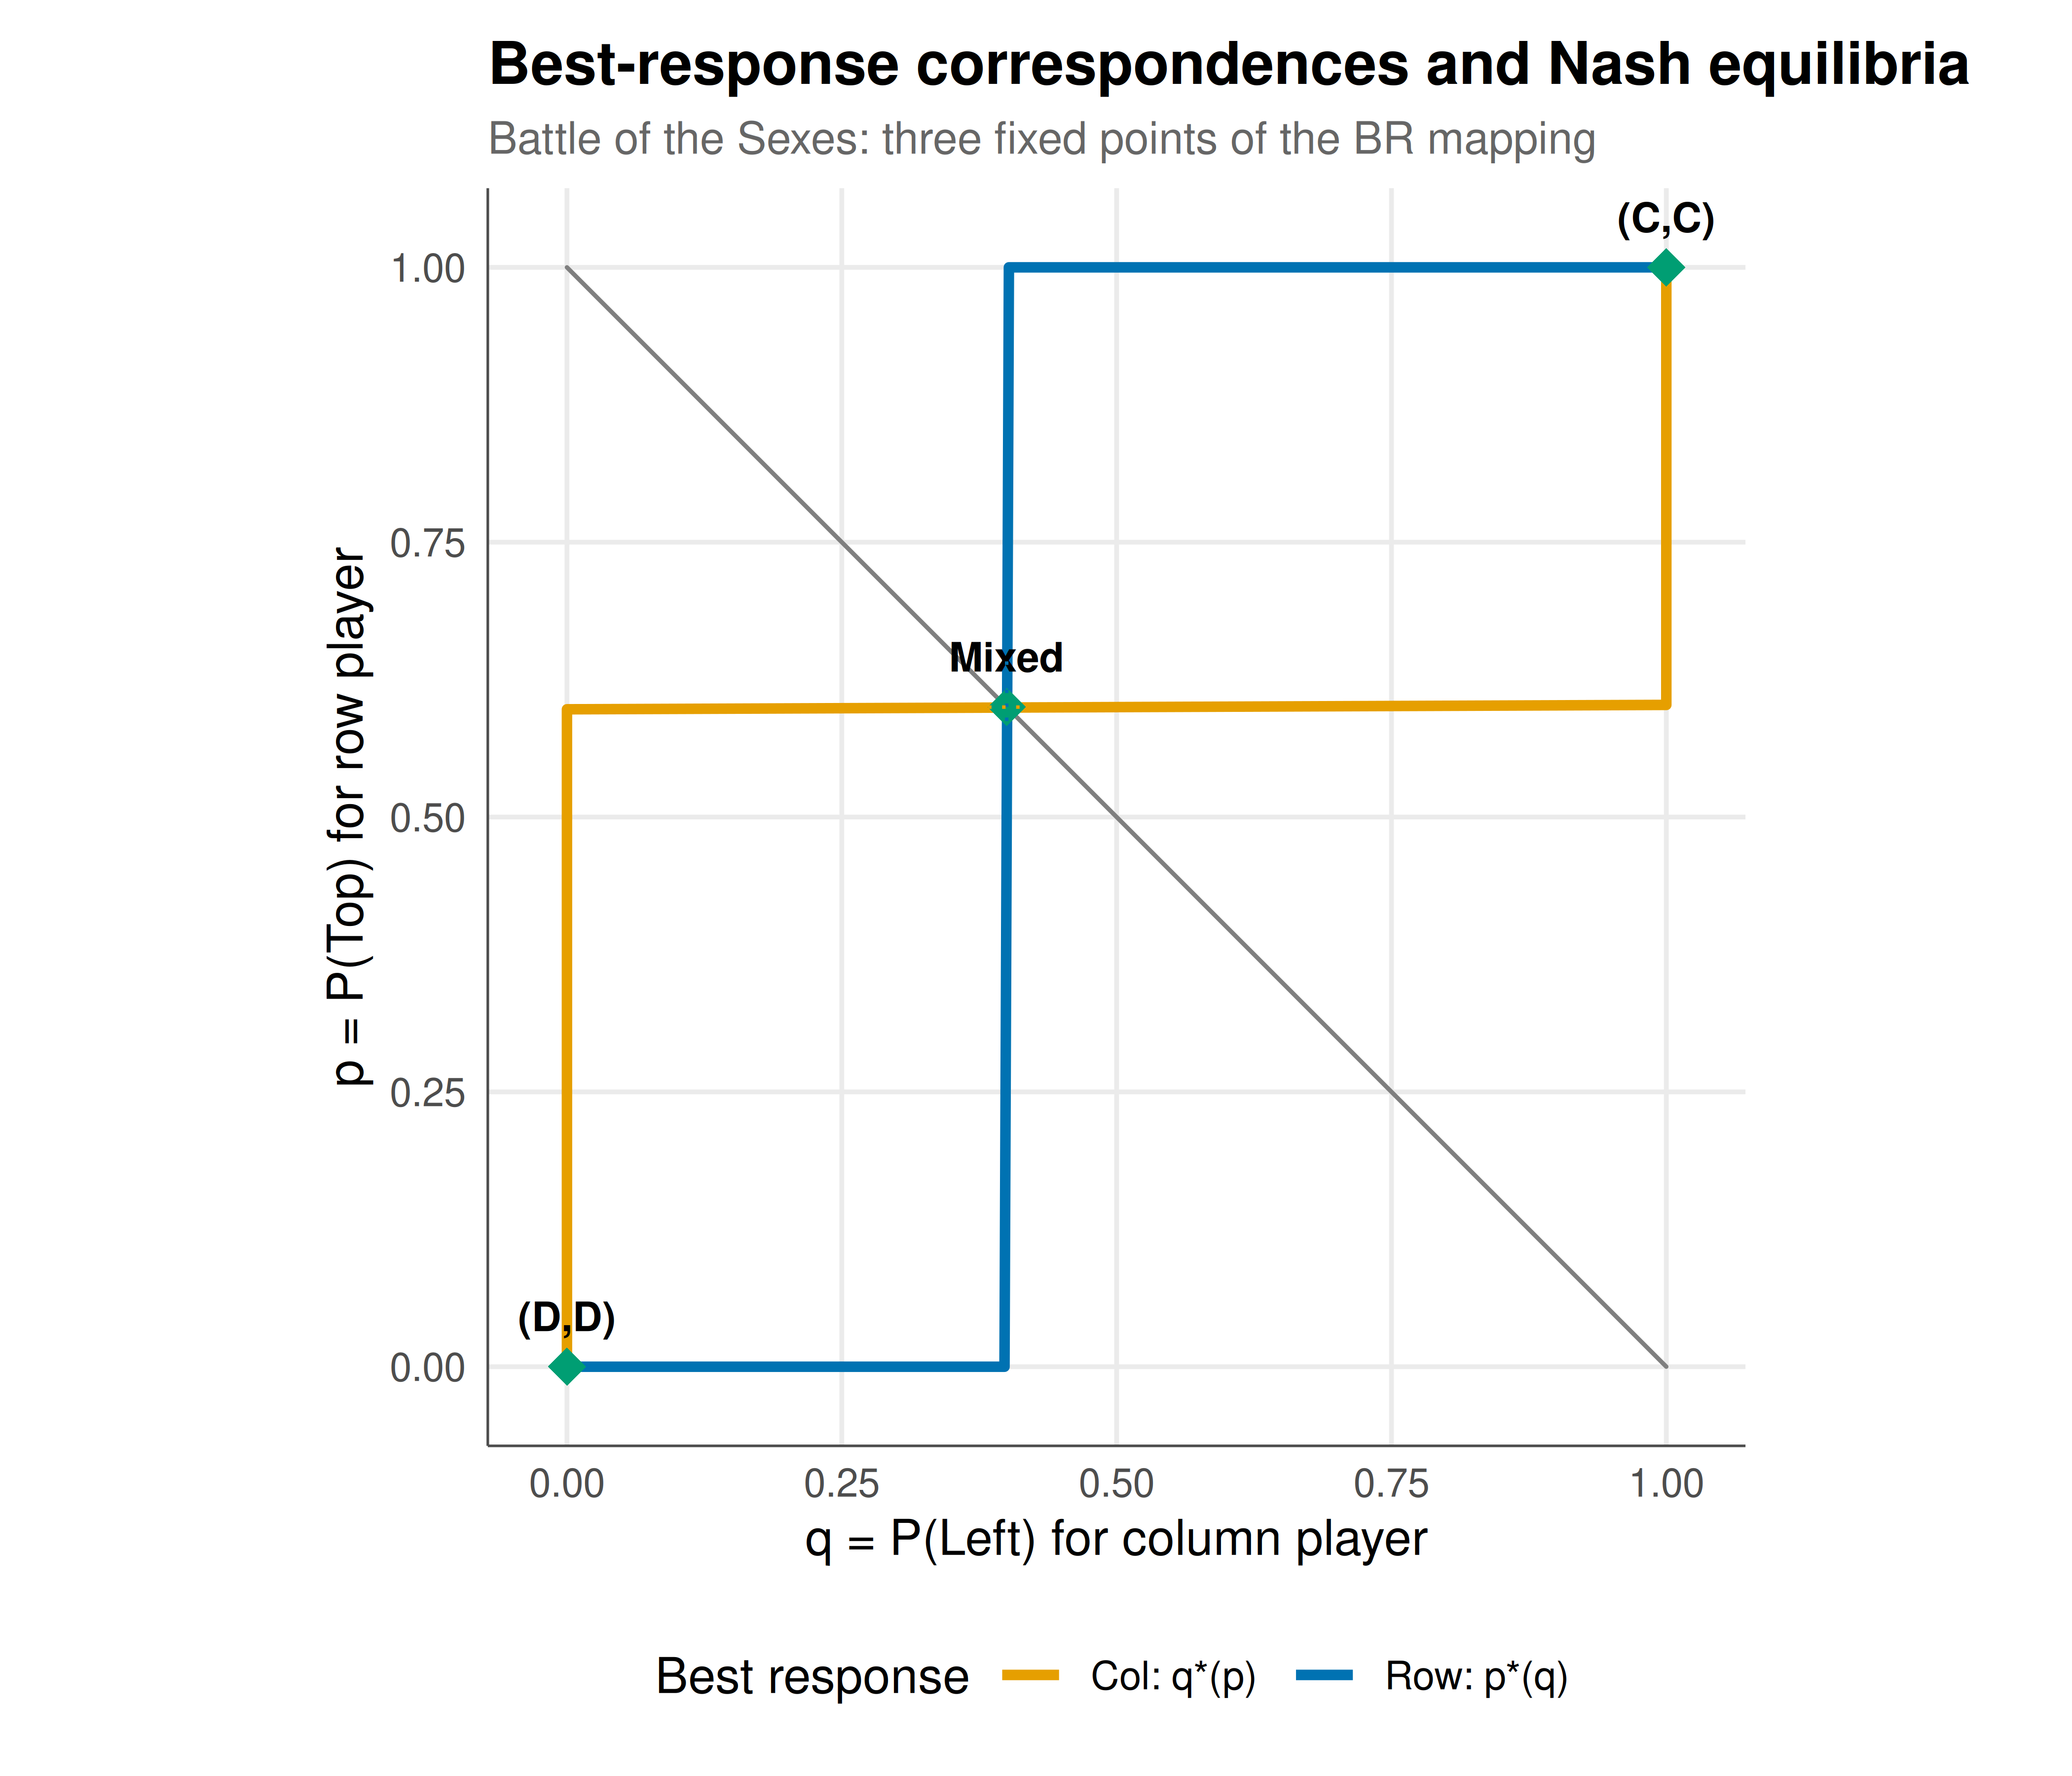 Best-response correspondences and Nash equilibria
Battle of the Sexes: three fixed points of the BR mapping
(C,C)
1.00
0.75
Mixed
0.50
0.25
(D,D)
0.00
p = P(Top) for row player
0.00 0.25 0.50 0.75 1.00
q = P(Left) for column player
Best response Col: q*(p) Row: p*(q)